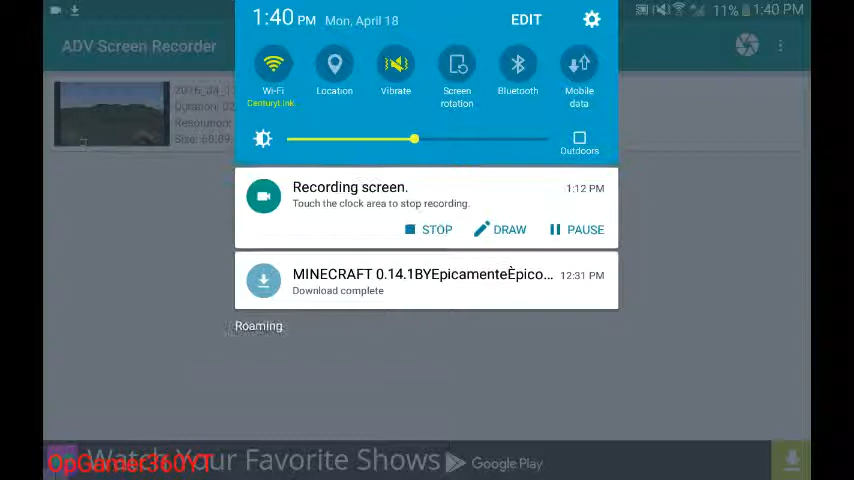 1:40 PM Mon, April 18 EDIT
11% 1:40 PM
ADV Screen Recorder
Wi-Fi
CenturyLink
Location
Vibrate
Screen
rotation
Bluetooth
Mobile
data
Outdoors
Duration:
Resolution:
Size:
Recording screen. 1:12 PM
Touch the clock area to stop recording.
STOP DRAW PAUSE
MINECRAFT 0.14.1BYEpicamenteÈpico... 12:31 PM
Download complete
Roaming
Watch Your Favorite Shows Google Play
OpGamer360YT